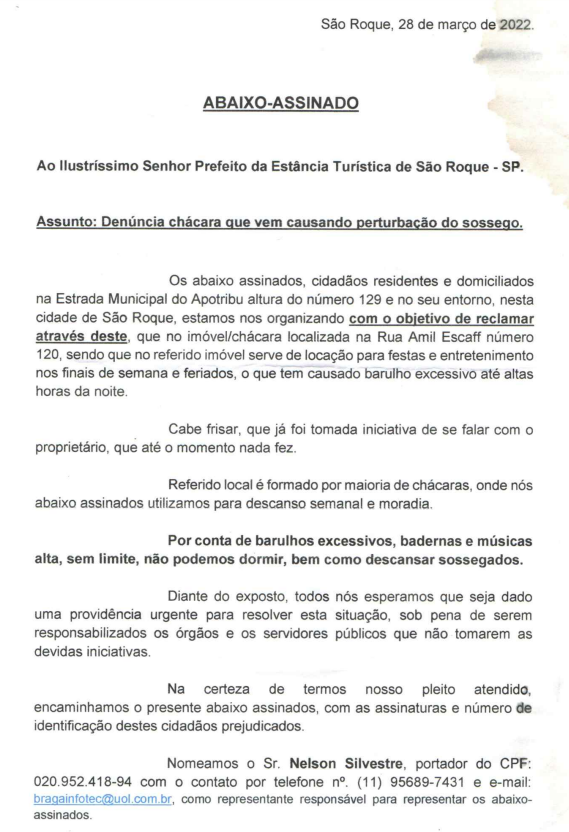 São Roque, 28 de março de 2022.
ABAIXO-ASSINADO
Ao Ilustríssimo Senhor Prefeito da Estância Turística de São Roque - SP.
Assunto: Denúncia chácara que vem causando perturbação do sossego.
Os abaixo assinados, cidadãos residentes e domiciliados
na Estrada Municipal do Apotribu altura do número 129 e no seu entorno, nesta
cidade de São Roque, estamos nos organizando com o objetivo de reclamar
através deste, que no imóvel/chácara localizada na Rua Amil Escaff número
120, sendo que no referido imóvel serve de locação para festas e entretenimento
nos finais de semana e feriados, o que tem causado barulho excessivo até altas
horas da noite.
Cabe frisar, que já foi tomada iniciativa de se falar com o
proprietário, que até o momento nada fez.
Referido local é formado por maioria de chácaras, onde nós
abaixo assinados utilizamos para descanso semanal e moradia.
Por conta de barulhos excessivos, badernas e músicas
alta, sem limite, não podemos dormir, bem como descansar sossegados.
Diante do exposto, todos nós esperamos que seja dado
uma providência urgente para resolver esta situação, sob pena de serem
responsabilizados os órgãos e os servidores públicos que não tomarem as
devidas iniciativas.
Na certeza de termos nosso pleito atendido,
encaminhamos o presente abaixo assinados, com as assinaturas e número de
identificação destes cidadãos prejudicados.
Nomeamos o Sr. Nelson Silvestre, portador do CPF:
020.952.418-94 com o contato por telefone nº. (11) 95689-7431 e e-mail:
bragainfotec@uol.com.br, como representante responsável para representar os abaixo-
assinados.